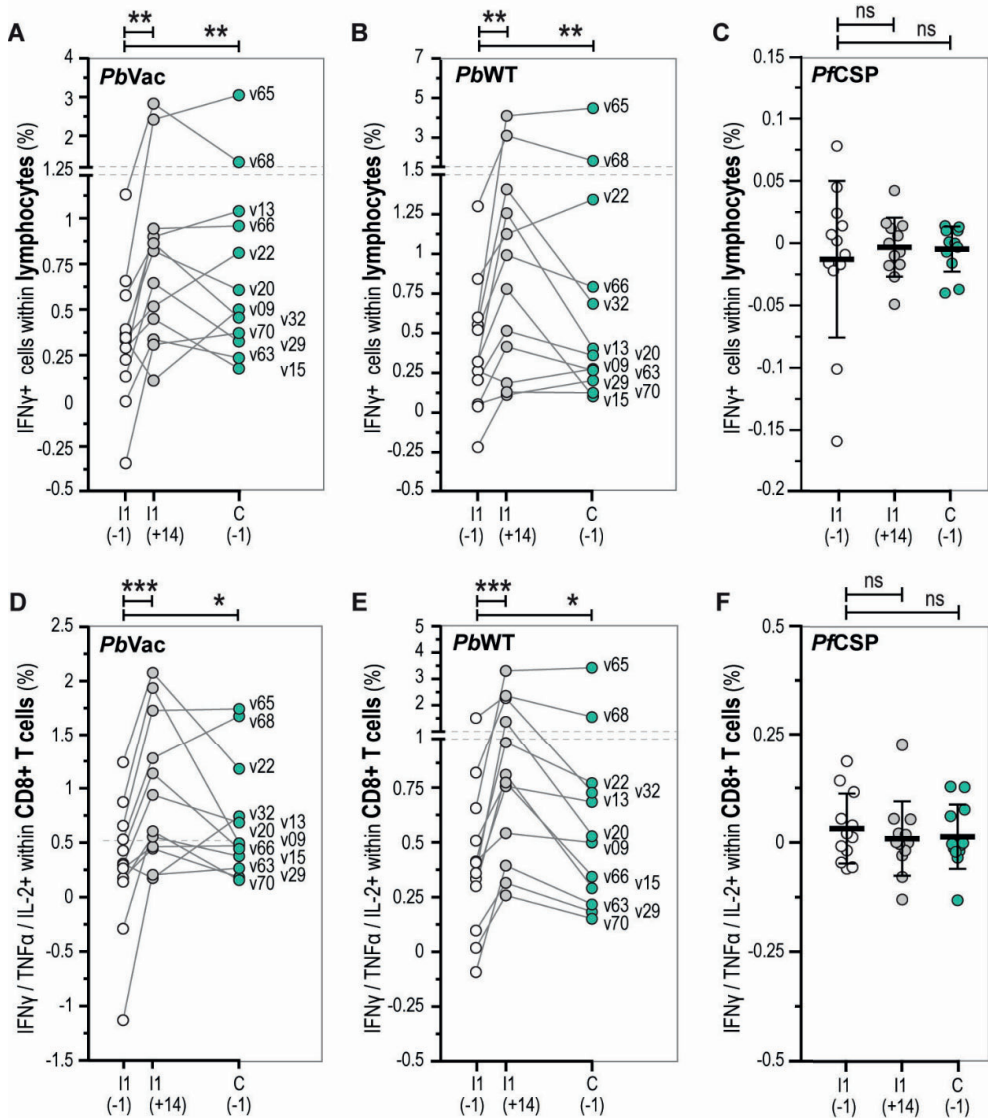 A
**
**
PbVac
IFNγ+ cells within lymphocytes (%)
4
3
2
1.25
1
0.75
0.5
0.25
0
-0.25
-0.5
v65
v68
v13
v66
v22
v20
v09
v32
v70
v29
v63
v15
I1 I1 C
(-1) (+14) (-1)
B
**
**
PbWT
IFNγ+ cells within lymphocytes (%)
7
5
3
1.5
1.25
1
0.75
0.5
0.25
0
-0.25
-0.5
v65
v68
v22
v66
v32
v13 v20
v09
v63
v29
v70
v15
I1 I1 C
(-1) (+14) (-1)
C
ns
ns
PfCSP
IFNγ+ cells within lymphocytes (%)
0.15
0.1
0.05
0
-0.05
-0.1
-0.15
-0.2
I1 I1 C
(-1) (+14) (-1)
D
***
*
PbVac
IFNγ / TNFα / IL-2+ within CD8+ T cells (%)
2.5
2
1.5
1
0.5
0
-0.5
-1
-1.5
v65
v68
v22
v32
v13
v20
v09
v66
v15
v63
v29
v70
I1 I1 C
(-1) (+14) (-1)
E
***
*
PbWT
IFNγ / TNFα / IL-2+ within CD8+ T cells (%)
5
4
3
2
1
0.75
0.5
0.25
0
-0.25
-0.5
v65
v68
v22
v32
v13
v20
v09
v66
v15
v63
v29
v70
I1 I1 C
(-1) (+14) (-1)
F
ns
ns
PfCSP
IFNγ / TNFα / IL-2+ within CD8+ T cells (%)
0.5
0.25
0
-0.25
-0.5
I1 I1 C
(-1) (+14) (-1)